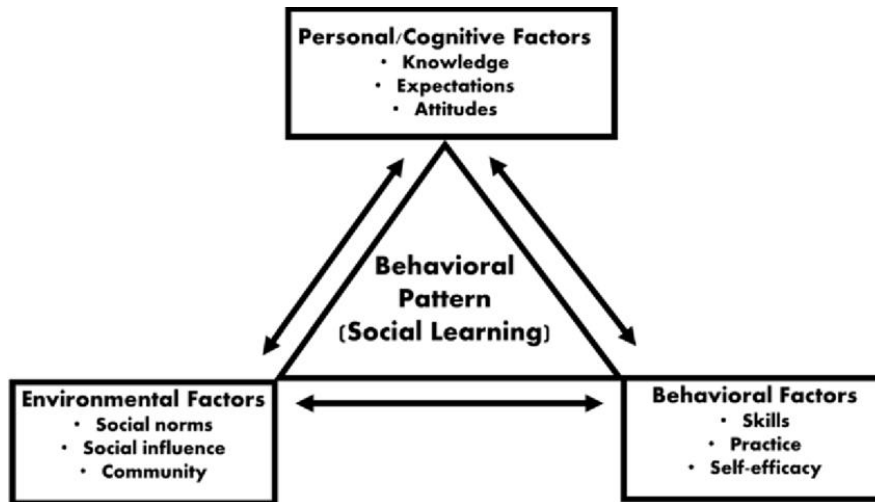 Personal/Cognitive Factors
• Knowledge
• Expectations
• Attitudes
Behavioral
Pattern
(Social Learning)
Environmental Factors
• Social norms
• Social influence
• Community
Behavioral Factors
• Skills
• Practice
• Self-efficacy